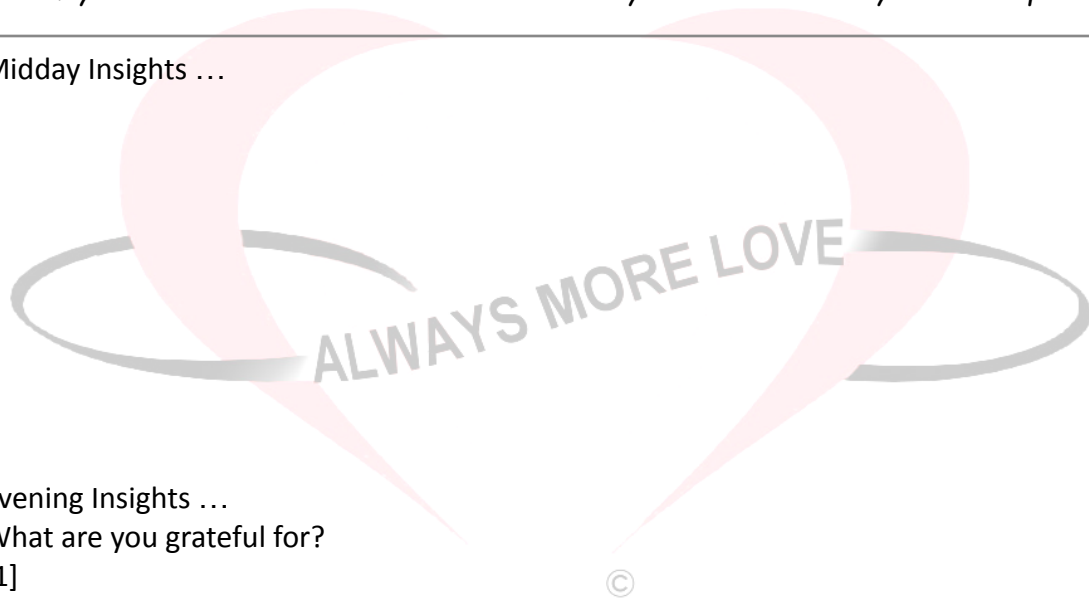 Midday Insights …
ALWAYS MORE LOVE
Evening Insights …
What are you grateful for?
1]
©